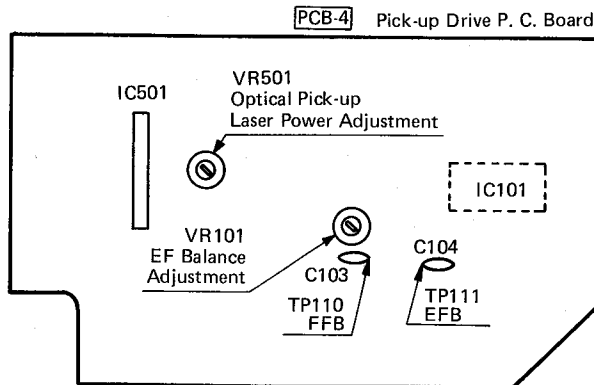 PCB-4 Pick-up Drive P. C. Board
VR501
Optical Pick-up
Laser Power Adjustment
IC501
IC101
VR101
EF Balance
Adjustment
C103
C104
TP110
FFB
TP111
EFB